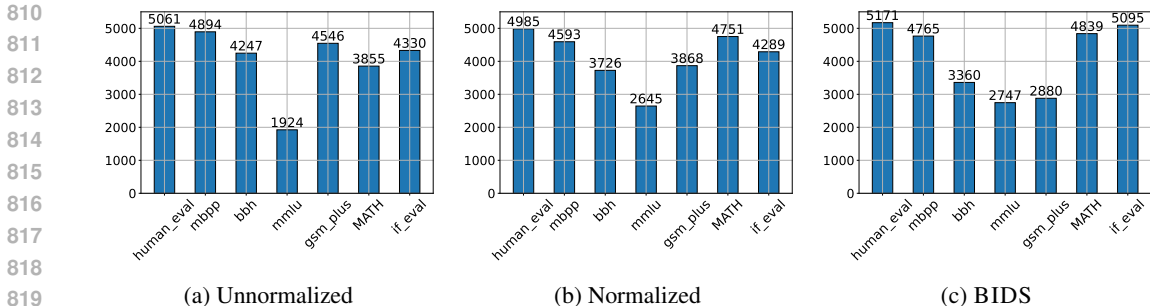 810
811
812
813
814
815
816
817
818
819
5000
4000
3000
2000
1000
0
5061
4894
4247
1924
4546
3855
4330
human_eval
mbpp
bbh
mmlu
gsm_plus
MATH
if_eval
(a) Unnormalized
5000
4000
3000
2000
1000
0
4985
4593
3726
2645
3868
4751
4289
human_eval
mbpp
bbh
mmlu
gsm_plus
MATH
if_eval
(b) Normalized
5000
4000
3000
2000
1000
0
5171
4765
3360
2747
2880
4839
5095
human_eval
mbpp
bbh
mmlu
gsm_plus
MATH
if_eval
(c) BIDS